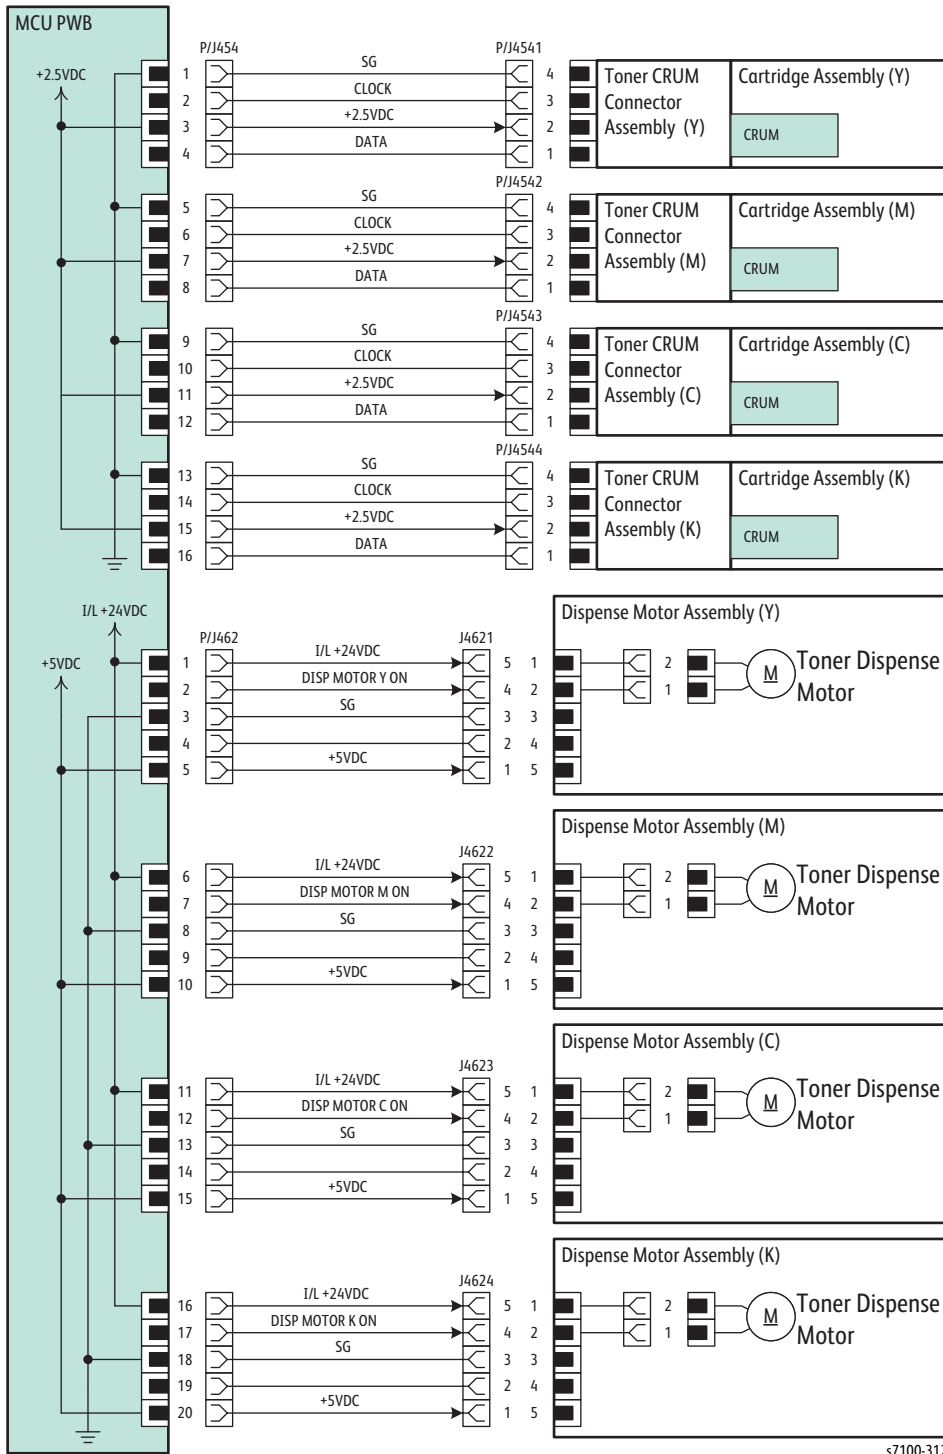 MCU PWB
+2.5VDC
P/J454
P/J4541
1 SG 4
2 CLOCK 3
3 +2.5VDC 2
4 DATA 1
Toner CRUM
Connector
Assembly (Y)
Cartridge Assembly (Y)
CRUM
P/J4542
5 SG 4
6 CLOCK 3
7 +2.5VDC 2
8 DATA 1
Toner CRUM
Connector
Assembly (M)
Cartridge Assembly (M)
CRUM
P/J4543
9 SG 4
10 CLOCK 3
11 +2.5VDC 2
12 DATA 1
Toner CRUM
Connector
Assembly (C)
Cartridge Assembly (C)
CRUM
P/J4544
13 SG 4
14 CLOCK 3
15 +2.5VDC 2
16 DATA 1
Toner CRUM
Connector
Assembly (K)
Cartridge Assembly (K)
CRUM
I/L +24VDC
+5VDC
P/J462
J4621
Dispense Motor Assembly (Y)
1 I/L +24VDC 5 1 2
2 DISP MOTOR Y ON 4 2 1
3 SG 3 3
4 2 4
5 +5VDC 1 5
M
Toner Dispense
Motor
J4622
Dispense Motor Assembly (M)
6 I/L +24VDC 5 1 2
7 DISP MOTOR M ON 4 2 1
8 SG 3 3
9 2 4
10 +5VDC 1 5
M
Toner Dispense
Motor
J4623
Dispense Motor Assembly (C)
11 I/L +24VDC 5 1 2
12 DISP MOTOR C ON 4 2 1
13 SG 3 3
14 2 4
15 +5VDC 1 5
M
Toner Dispense
Motor
J4624
Dispense Motor Assembly (K)
16 I/L +24VDC 5 1 2
17 DISP MOTOR K ON 4 2 1
18 SG 3 3
19 2 4
20 +5VDC 1 5
M
Toner Dispense
Motor